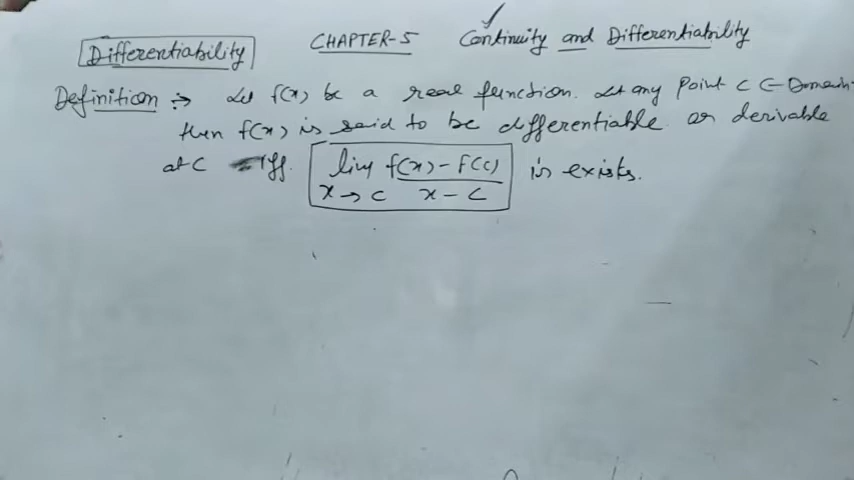 Differentiability CHAPTER-5 Continuity and Differentiability
Definition :→ Let f(x) be a real function. Let any Point C ∈ Domain.
then f(x) is said to be differentiable or derivable
at C iff. lim x→c f(x)-f(c) / x-c is exists.